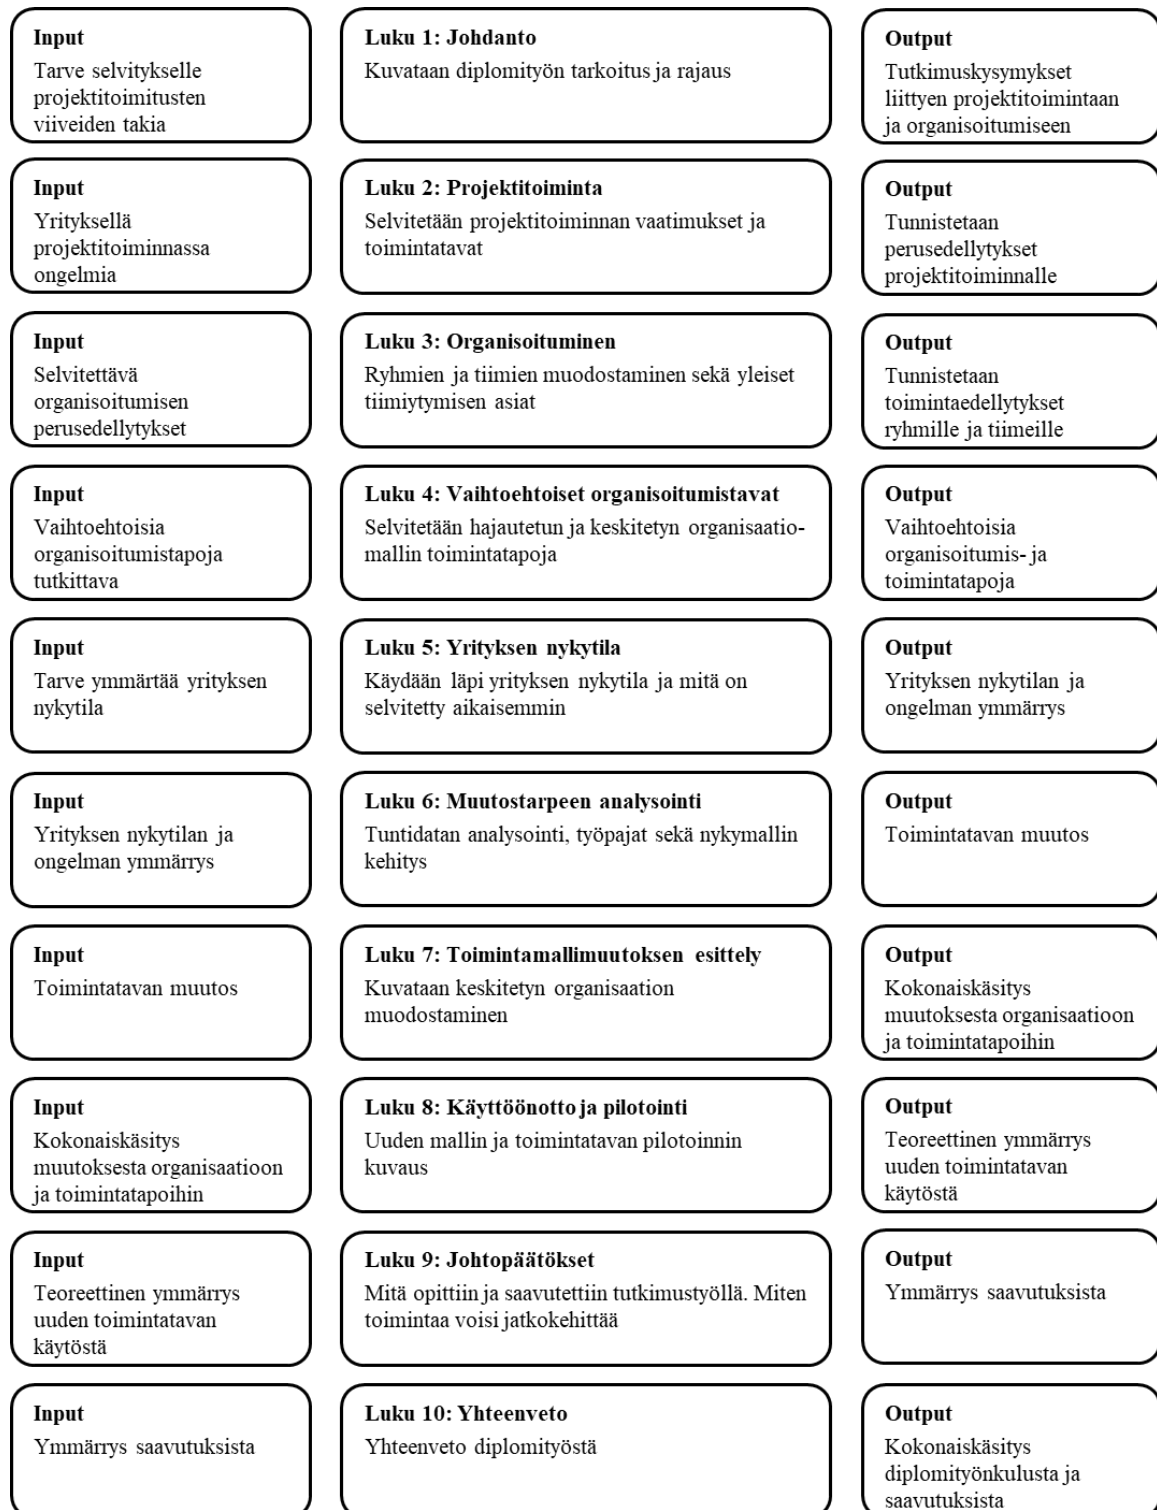 Input
Tarve selvitykselle
projektitoimitusten
viiveiden takia
Luku 1: Johdanto
Kuvataan diplomityön tarkoitus ja rajaus
Output
Tutkimuskysymykset
liittyen projektitoimintaan
ja organisoitumiseen
Input
Yrityksellä
projektitoiminnassa
ongelmia
Luku 2: Projektitoiminta
Selvitetään projektitoiminnan vaatimukset ja
toimintatavat
Output
Tunnistetaan
perusedellytykset
projektitoiminnalle
Input
Selvitettävä
organisoitumisen
perusedellytykset
Luku 3: Organisoituminen
Ryhmien ja tiimien muodostaminen sekä yleiset
tiimiytymisen asiat
Output
Tunnistetaan
toimintaedellytykset
ryhmille ja tiimeille
Input
Vaihtoehtoisia
organisoitumistapoja
tutkittava
Luku 4: Vaihtoehtoiset organisoitumistavat
Selvitetään hajautetun ja keskitetyn organisaatio-
mallin toimintatapoja
Output
Vaihtoehtoisia
organisoitumis- ja
toimintatapoja
Input
Tarve ymmärtää yrityksen
nykytila
Luku 5: Yrityksen nykytila
Käydään läpi yrityksen nykytila ja mitä on
selvitetty aikaisemmin
Output
Yrityksen nykytilan ja
ongelman ymmärrys
Input
Yrityksen nykytilan ja
ongelman ymmärrys
Luku 6: Muutostarpeen analysointi
Tuntidatan analysointi, työpajat sekä nykymallin
kehitys
Output
Toimintatavan muutos
Input
Toimintatavan muutos
Luku 7: Toimintamallimuutoksen esittely
Kuvataan keskitetyn organisaation
muodostaminen
Output
Kokonaiskäsitys
muutoksesta organisaatioon
ja toimintatapoihin
Input
Kokonaiskäsitys
muutoksesta organisaatioon
ja toimintatapoihin
Luku 8: Käyttöönotto ja pilotointi
Uuden mallin ja toimintatavan pilotoinnin
kuvaus
Output
Teoreettinen ymmärrys
uuden toimintatavan
käytöstä
Input
Teoreettinen ymmärrys
uuden toimintatavan
käytöstä
Luku 9: Johtopäätökset
Mitä opittiin ja saavutettiin tutkimustyöllä. Miten
toimintaa voisi jatkokehittää
Output
Ymmärrys saavutuksista
Input
Ymmärrys saavutuksista
Luku 10: Yhteenveto
Yhteenveto diplomityöstä
Output
Kokonaiskäsitys
diplomityönkulusta ja
saavutuksista